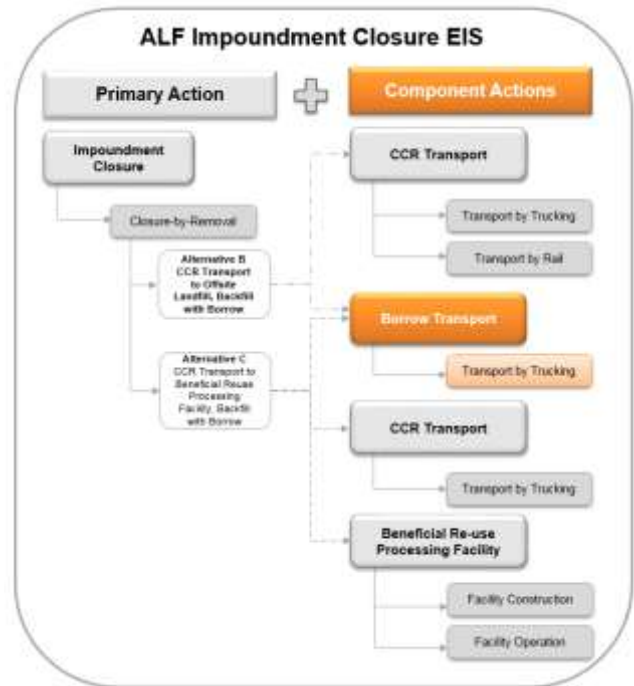 ALF Impoundment Closure EIS
Primary Action
Component Actions
Impoundment
Closure
Closure-by-Removal
Alternative B
CCR Transport
to Offsite
Landfill, Backfill
with Borrow
Alternative C
CCR Transport to
Beneficial Reuse
Processing
Facility, Backfill
with Borrow
CCR Transport
Transport by Trucking
Transport by Rail
Borrow Transport
Transport by Trucking
CCR Transport
Transport by Trucking
Beneficial Re-use
Processing Facility
Facility Construction
Facility Operation